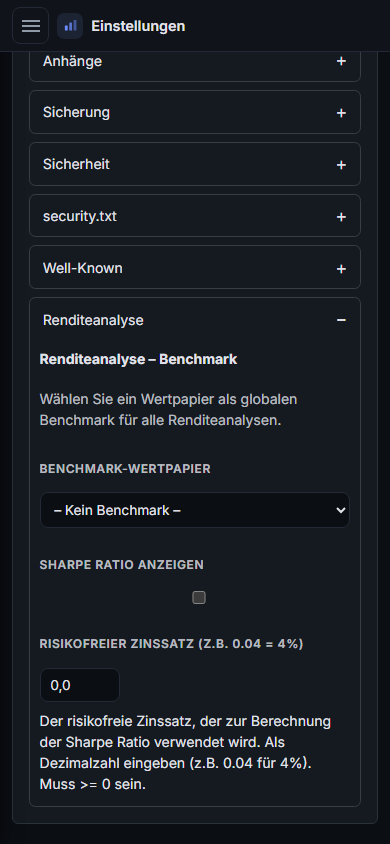 Einstellungen
Anhänge +
Sicherung +
Sicherheit +
security.txt +
Well-Known +
Renditeanalyse −
Renditeanalyse – Benchmark
Wählen Sie ein Wertpapier als globalen
Benchmark für alle Renditeanalysen.
BENCHMARK-WERTPAPIER
– Kein Benchmark –
SHARPE RATIO ANZEIGEN
RISIKOFREIER ZINSSATZ (Z.B. 0.04 = 4%)
0,0
Der risikofreie Zinssatz, der zur Berechnung
der Sharpe Ratio verwendet wird. Als
Dezimalzahl eingeben (z.B. 0.04 für 4%).
Muss >= 0 sein.